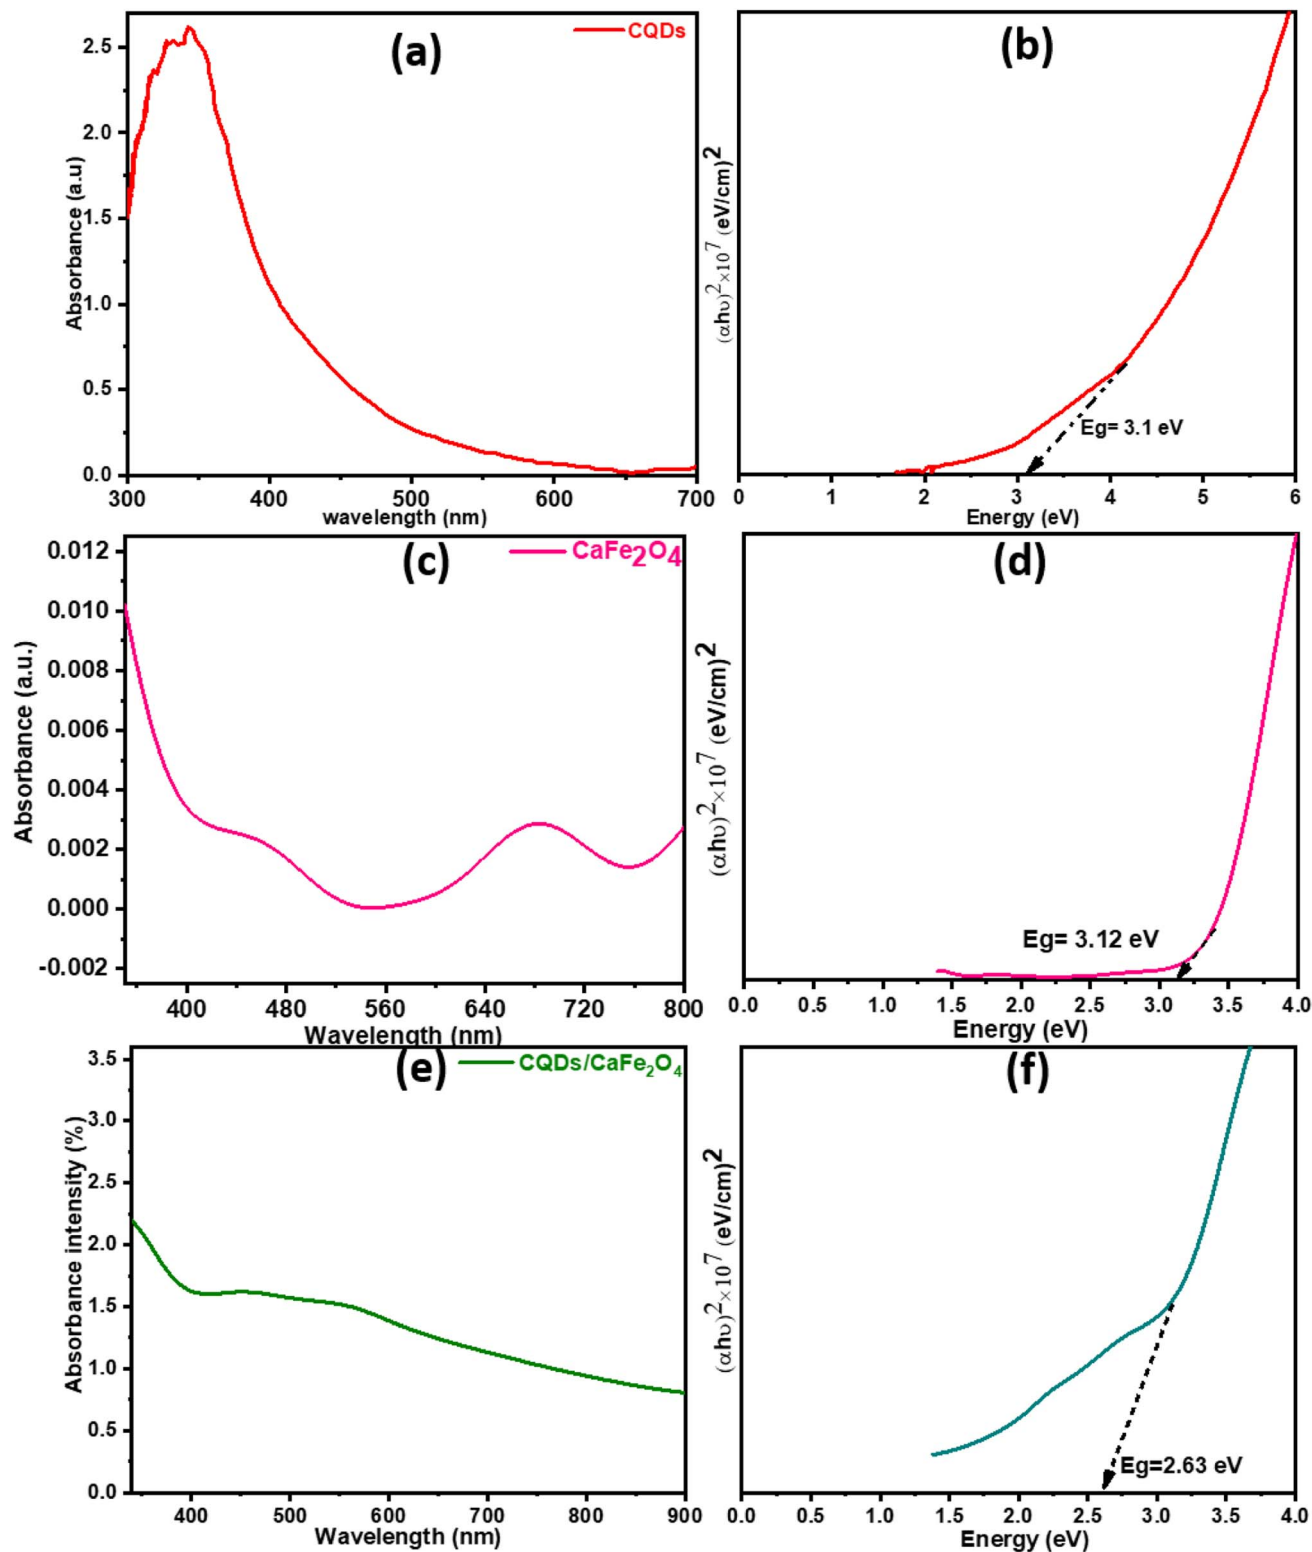 (a)
CQDs
Absorbance (a.u)
2.5
2.0
1.5
1.0
0.5
0.0
300
400
500
600
700
wavelength (nm)
(b)
(αhυ)²×10⁷ (eV/cm)²
Eg= 3.1 eV
0
1
2
3
4
5
6
Energy (eV)
(c)
CaFe₂O₄
Absorbance (a.u.)
0.012
0.010
0.008
0.006
0.004
0.002
0.000
-0.002
400
480
560
640
720
800
Wavelength (nm)
(d)
(αhυ)²×10⁷ (eV/cm)²
Eg= 3.12 eV
0.0
0.5
1.0
1.5
2.0
2.5
3.0
3.5
4.0
Energy (eV)
(e)
CQDs/CaFe₂O₄
Absorbance intensity (%)
3.5
3.0
2.5
2.0
1.5
1.0
0.5
0.0
400
500
600
700
800
900
Wavelength (nm)
(f)
(αhυ)²×10⁷ (eV/cm)²
Eg=2.63 eV
0.0
0.5
1.0
1.5
2.0
2.5
3.0
3.5
4.0
Energy (eV)